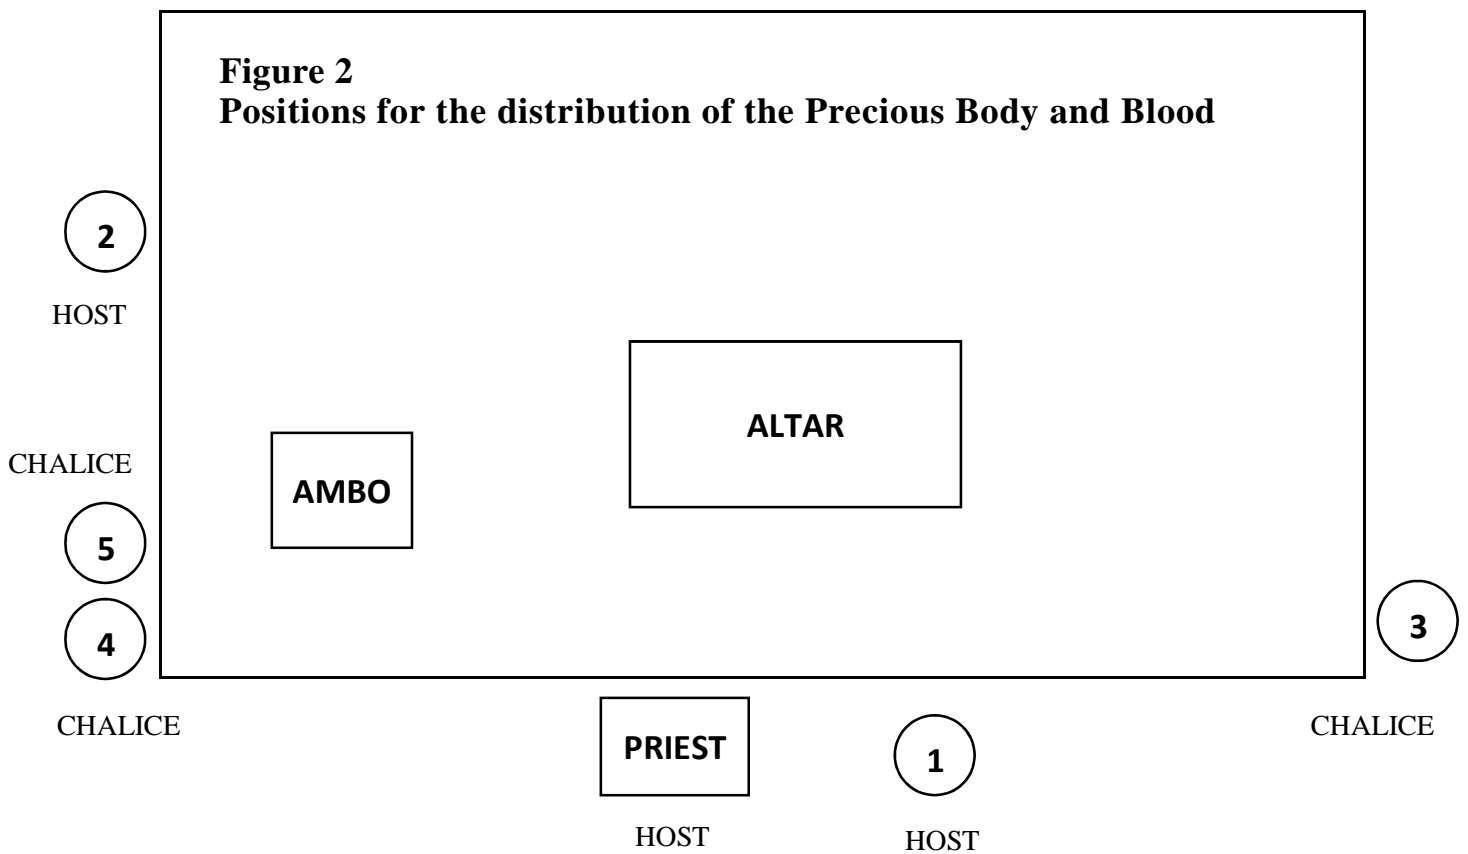 Figure 2
Positions for the distribution of the Precious Body and Blood
2
HOST
ALTAR
CHALICE
AMBO
5
4
3
CHALICE
CHALICE
PRIEST
1
HOST
HOST